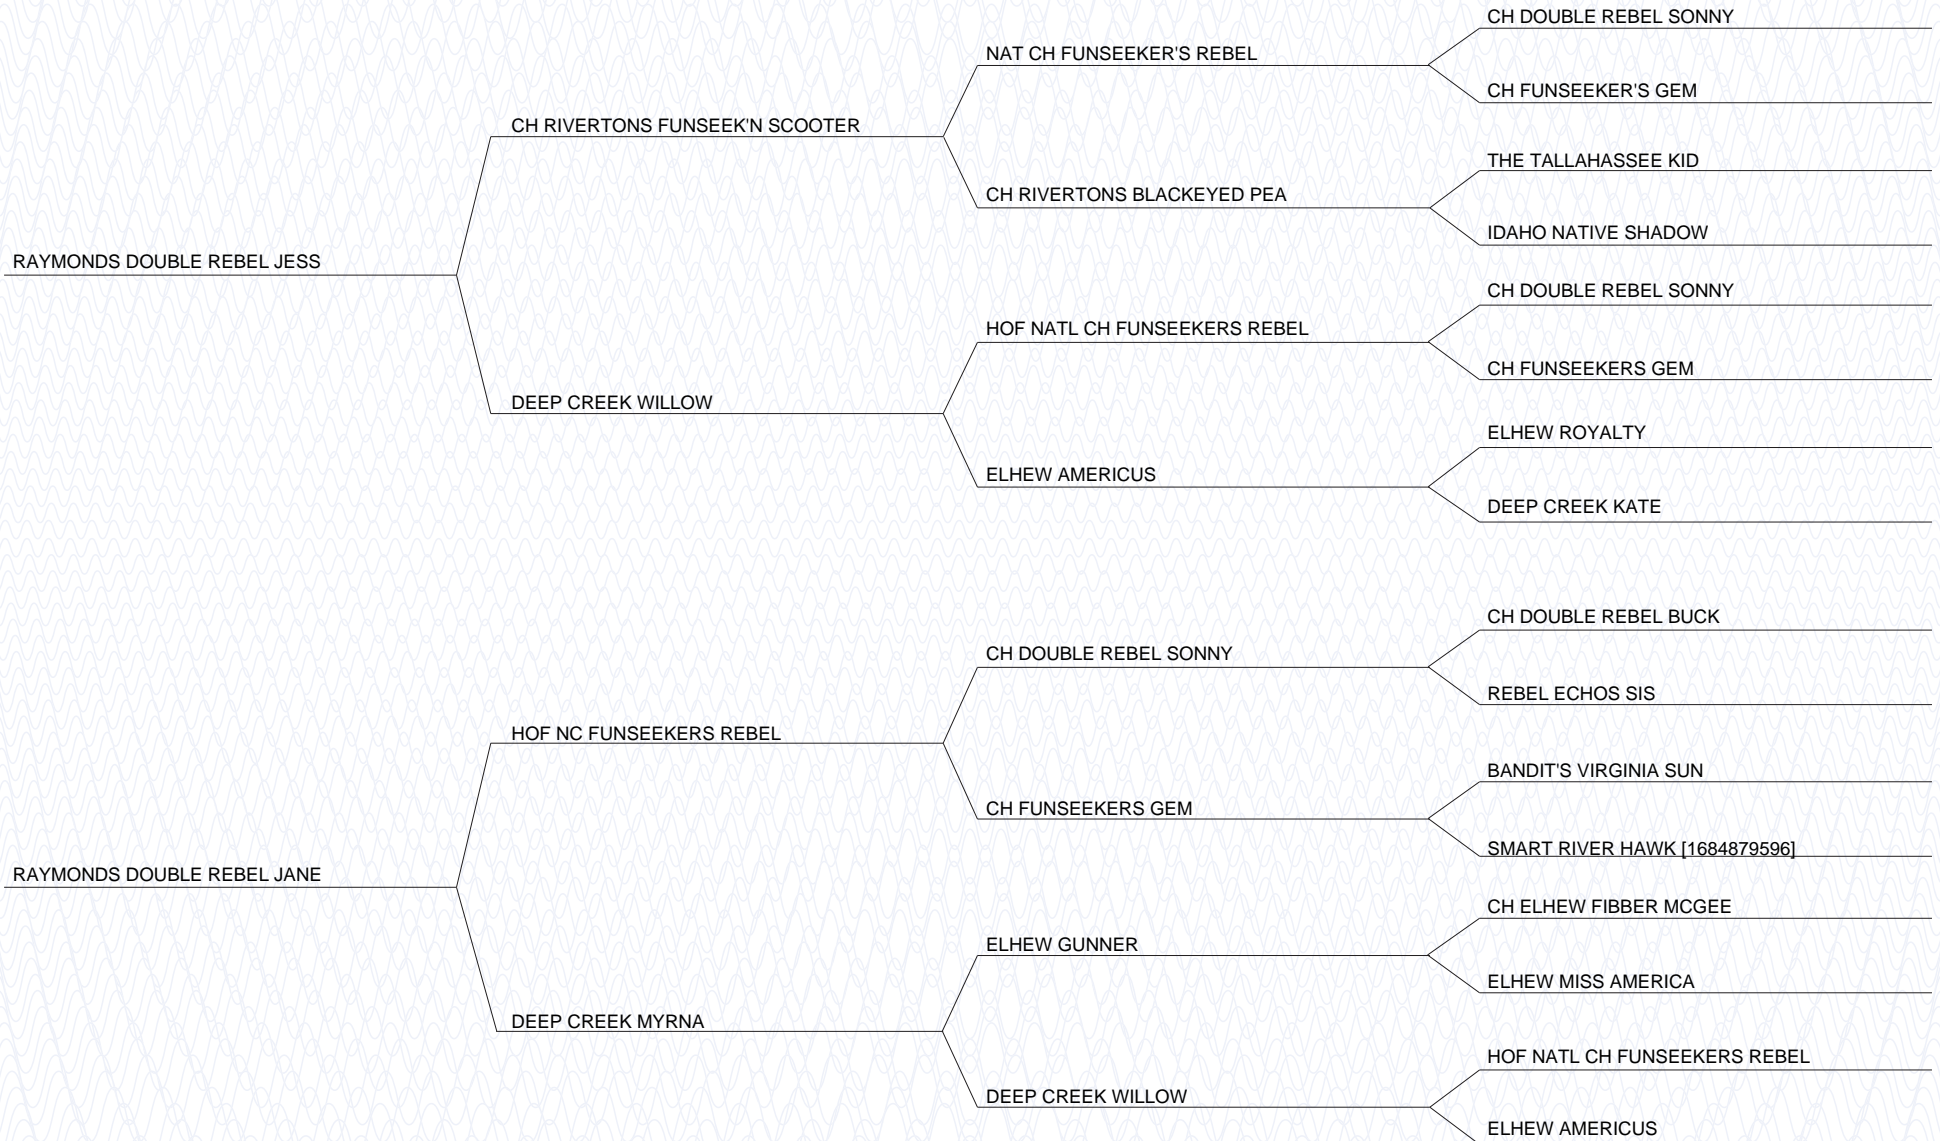 CH DOUBLE REBEL SONNY
NAT CH FUNSEEKER'S REBEL
CH FUNSEEKER'S GEM
CH RIVERTONS FUNSEEK'N SCOOTER
THE TALLAHASSEE KID
CH RIVERTONS BLACKEYED PEA
IDAHO NATIVE SHADOW
RAYMONDS DOUBLE REBEL JESS
CH DOUBLE REBEL SONNY
HOF NATL CH FUNSEEKERS REBEL
CH FUNSEEKERS GEM
DEEP CREEK WILLOW
ELHEW ROYALTY
ELHEW AMERICUS
DEEP CREEK KATE
CH DOUBLE REBEL BUCK
CH DOUBLE REBEL SONNY
REBEL ECHOS SIS
HOF NC FUNSEEKERS REBEL
BANDIT'S VIRGINIA SUN
CH FUNSEEKERS GEM
SMART RIVER HAWK [1684879596]
RAYMONDS DOUBLE REBEL JANE
CH ELHEW FIBBER MCGEE
ELHEW GUNNER
ELHEW MISS AMERICA
DEEP CREEK MYRNA
HOF NATL CH FUNSEEKERS REBEL
DEEP CREEK WILLOW
ELHEW AMERICUS